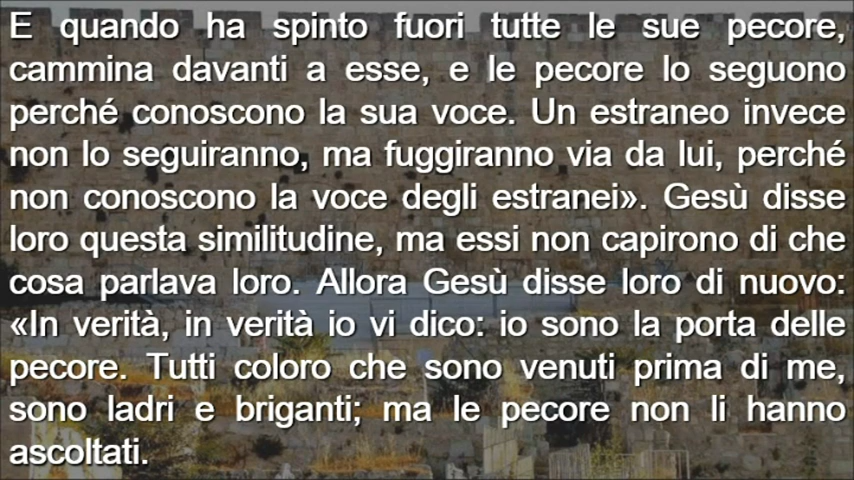 E quando ha spinto fuori tutte le sue pecore,
cammina davanti a esse, e le pecore lo seguono
perché conoscono la sua voce. Un estraneo invece
non lo seguiranno, ma fuggiranno via da lui, perché
non conoscono la voce degli estranei». Gesù disse
loro questa similitudine, ma essi non capirono di che
cosa parlava loro. Allora Gesù disse loro di nuovo:
«In verità, in verità io vi dico: io sono la porta delle
pecore. Tutti coloro che sono venuti prima di me,
sono ladri e briganti; ma le pecore non li hanno
ascoltati.